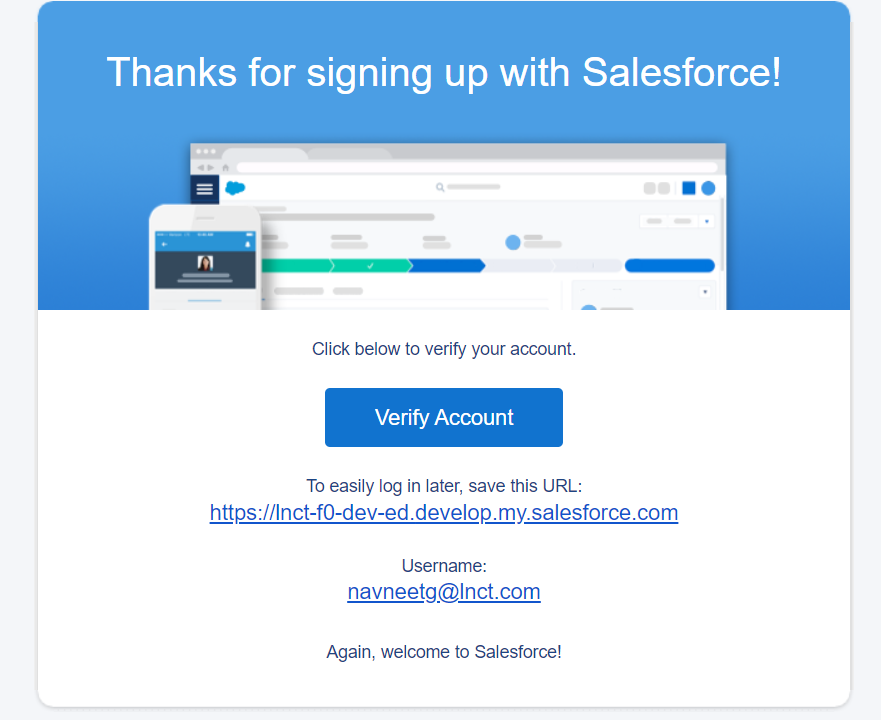 Thanks for signing up with Salesforce!
Click below to verify your account.
Verify Account
To easily log in later, save this URL:
https://lnct-f0-dev-ed.develop.my.salesforce.com
Username:
navneetg@lnct.com
Again, welcome to Salesforce!